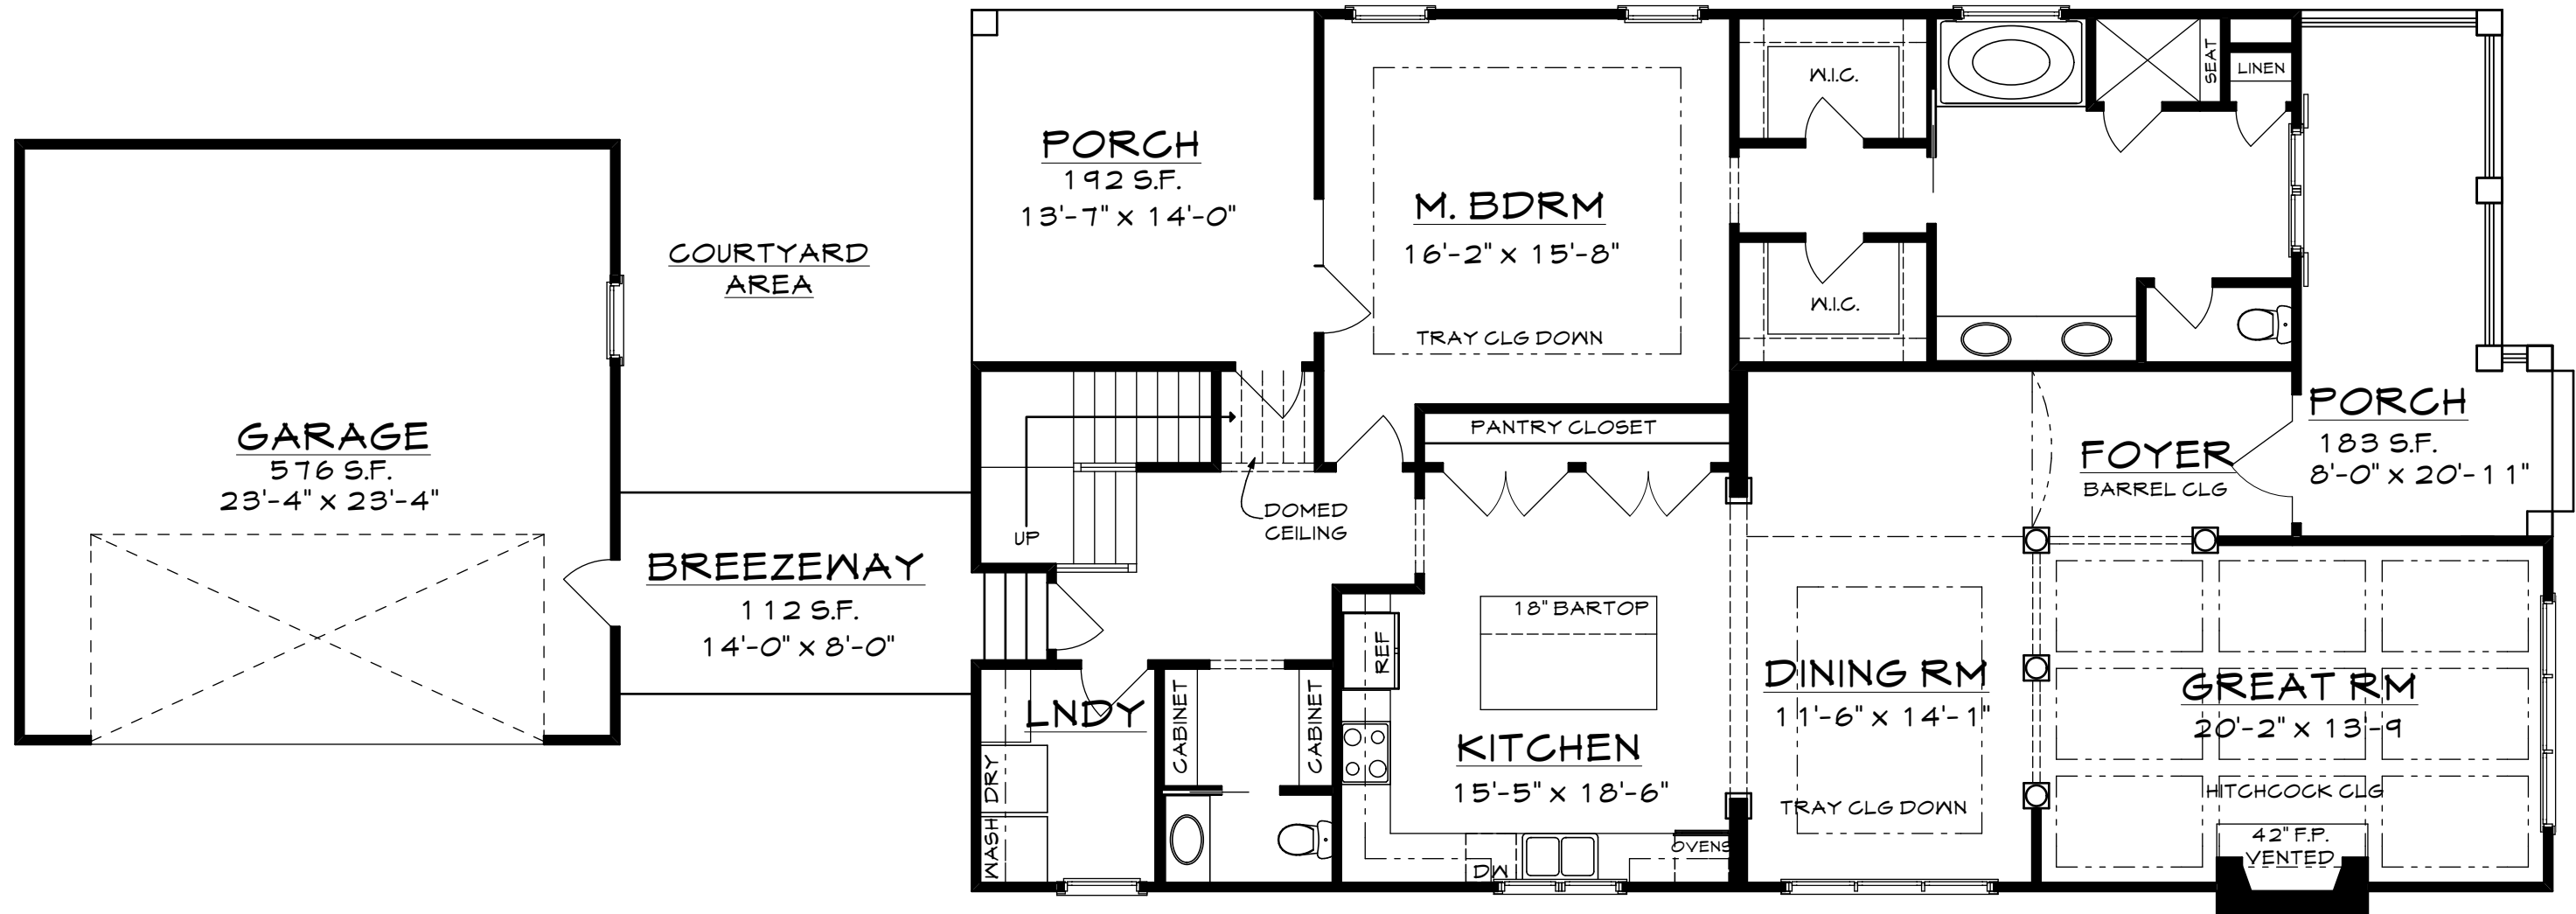 GARAGE
576 S.F.
23'-4" x 23'-4"
COURTYARD
AREA
BREEZEWAY
112 S.F.
14'-0" x 8'-0"
PORCH
192 S.F.
13'-7" x 14'-0"
M. BDRM
16'-2" x 15'-8"
TRAY CLG DOWN
W.I.C.
W.I.C.
SEAT
LINEN
UP
DOMED
CEILING
PANTRY CLOSET
FOYER
BARREL CLG
PORCH
183 S.F.
8'-0" x 20'-11"
LNDY
DRY
WASH
CABINET
CABINET
REF
18" BARTOP
KITCHEN
15'-5" x 18'-6"
DW
OVENS
DINING RM
11'-6" x 14'-1"
TRAY CLG DOWN
GREAT RM
20'-2" x 13'-9
HITCHCOCK CLG
42" F.P.
VENTED